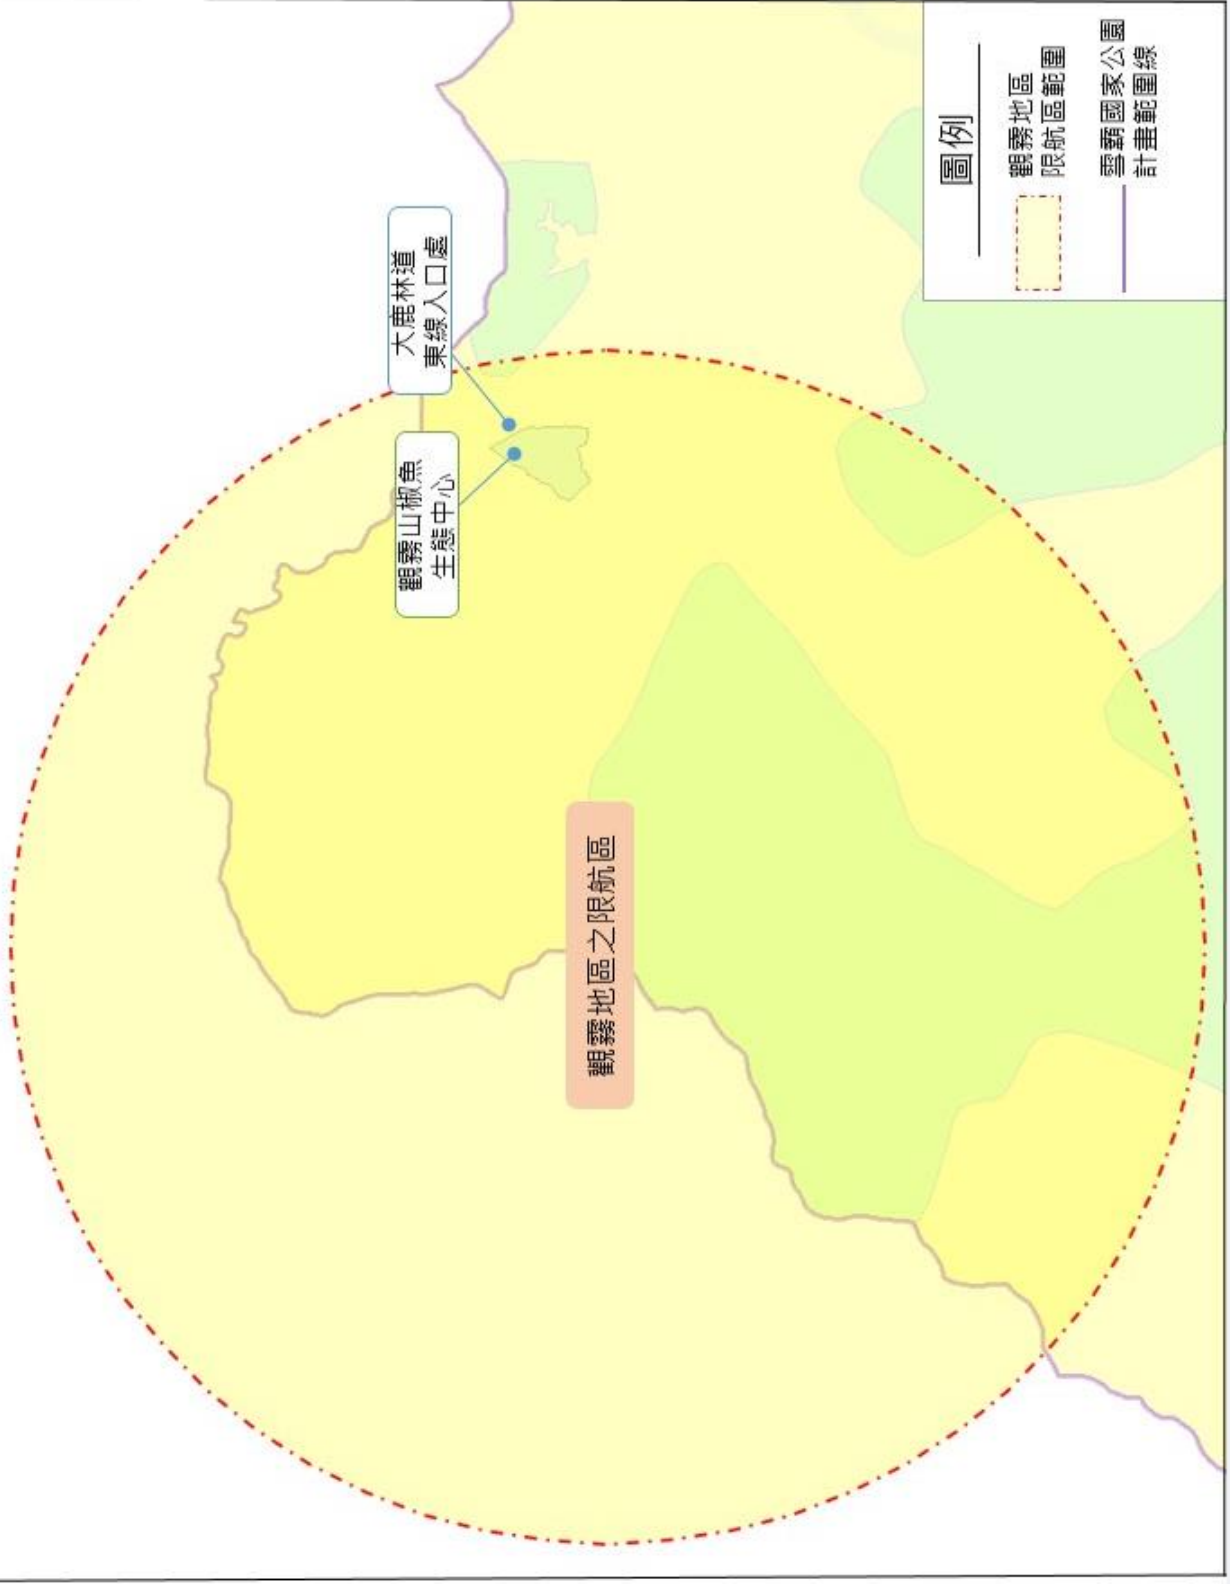 大鹿林道
東線入口處
觀霧山椒魚
生態中心
觀霧地區之限航區
圖例
觀霧地區
限航區範圍
雪霸國家公園
計畫範圍線